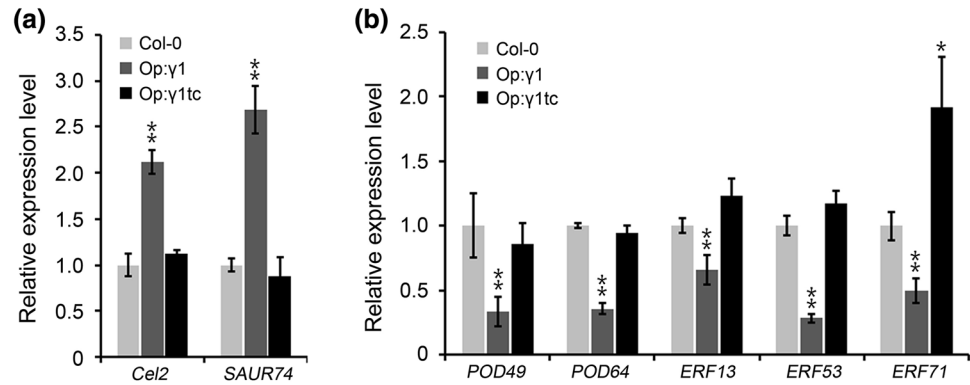 (a)
Relative expression level
3.5
3.0
2.5
2.0
1.5
1.0
0.5
0
Col-0
Op:γ1
Op:γ1tc
**
**
Cel2 SAUR74
(b)
Relative expression level
2.5
2.0
1.5
1.0
0.5
0
Col-0
Op:γ1
Op:γ1tc
**
**
**
**
**
*
POD49 POD64 ERF13 ERF53 ERF71